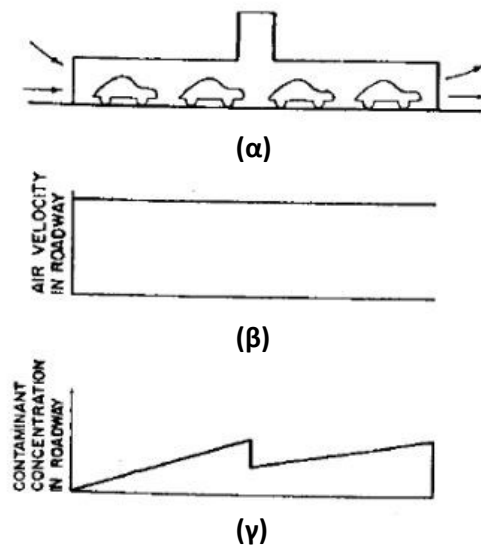 (α)
AIR VELOCITY
IN ROADWAY
(β)
CONTAMINANT
CONCENTRATION
IN ROADWAY
(γ)